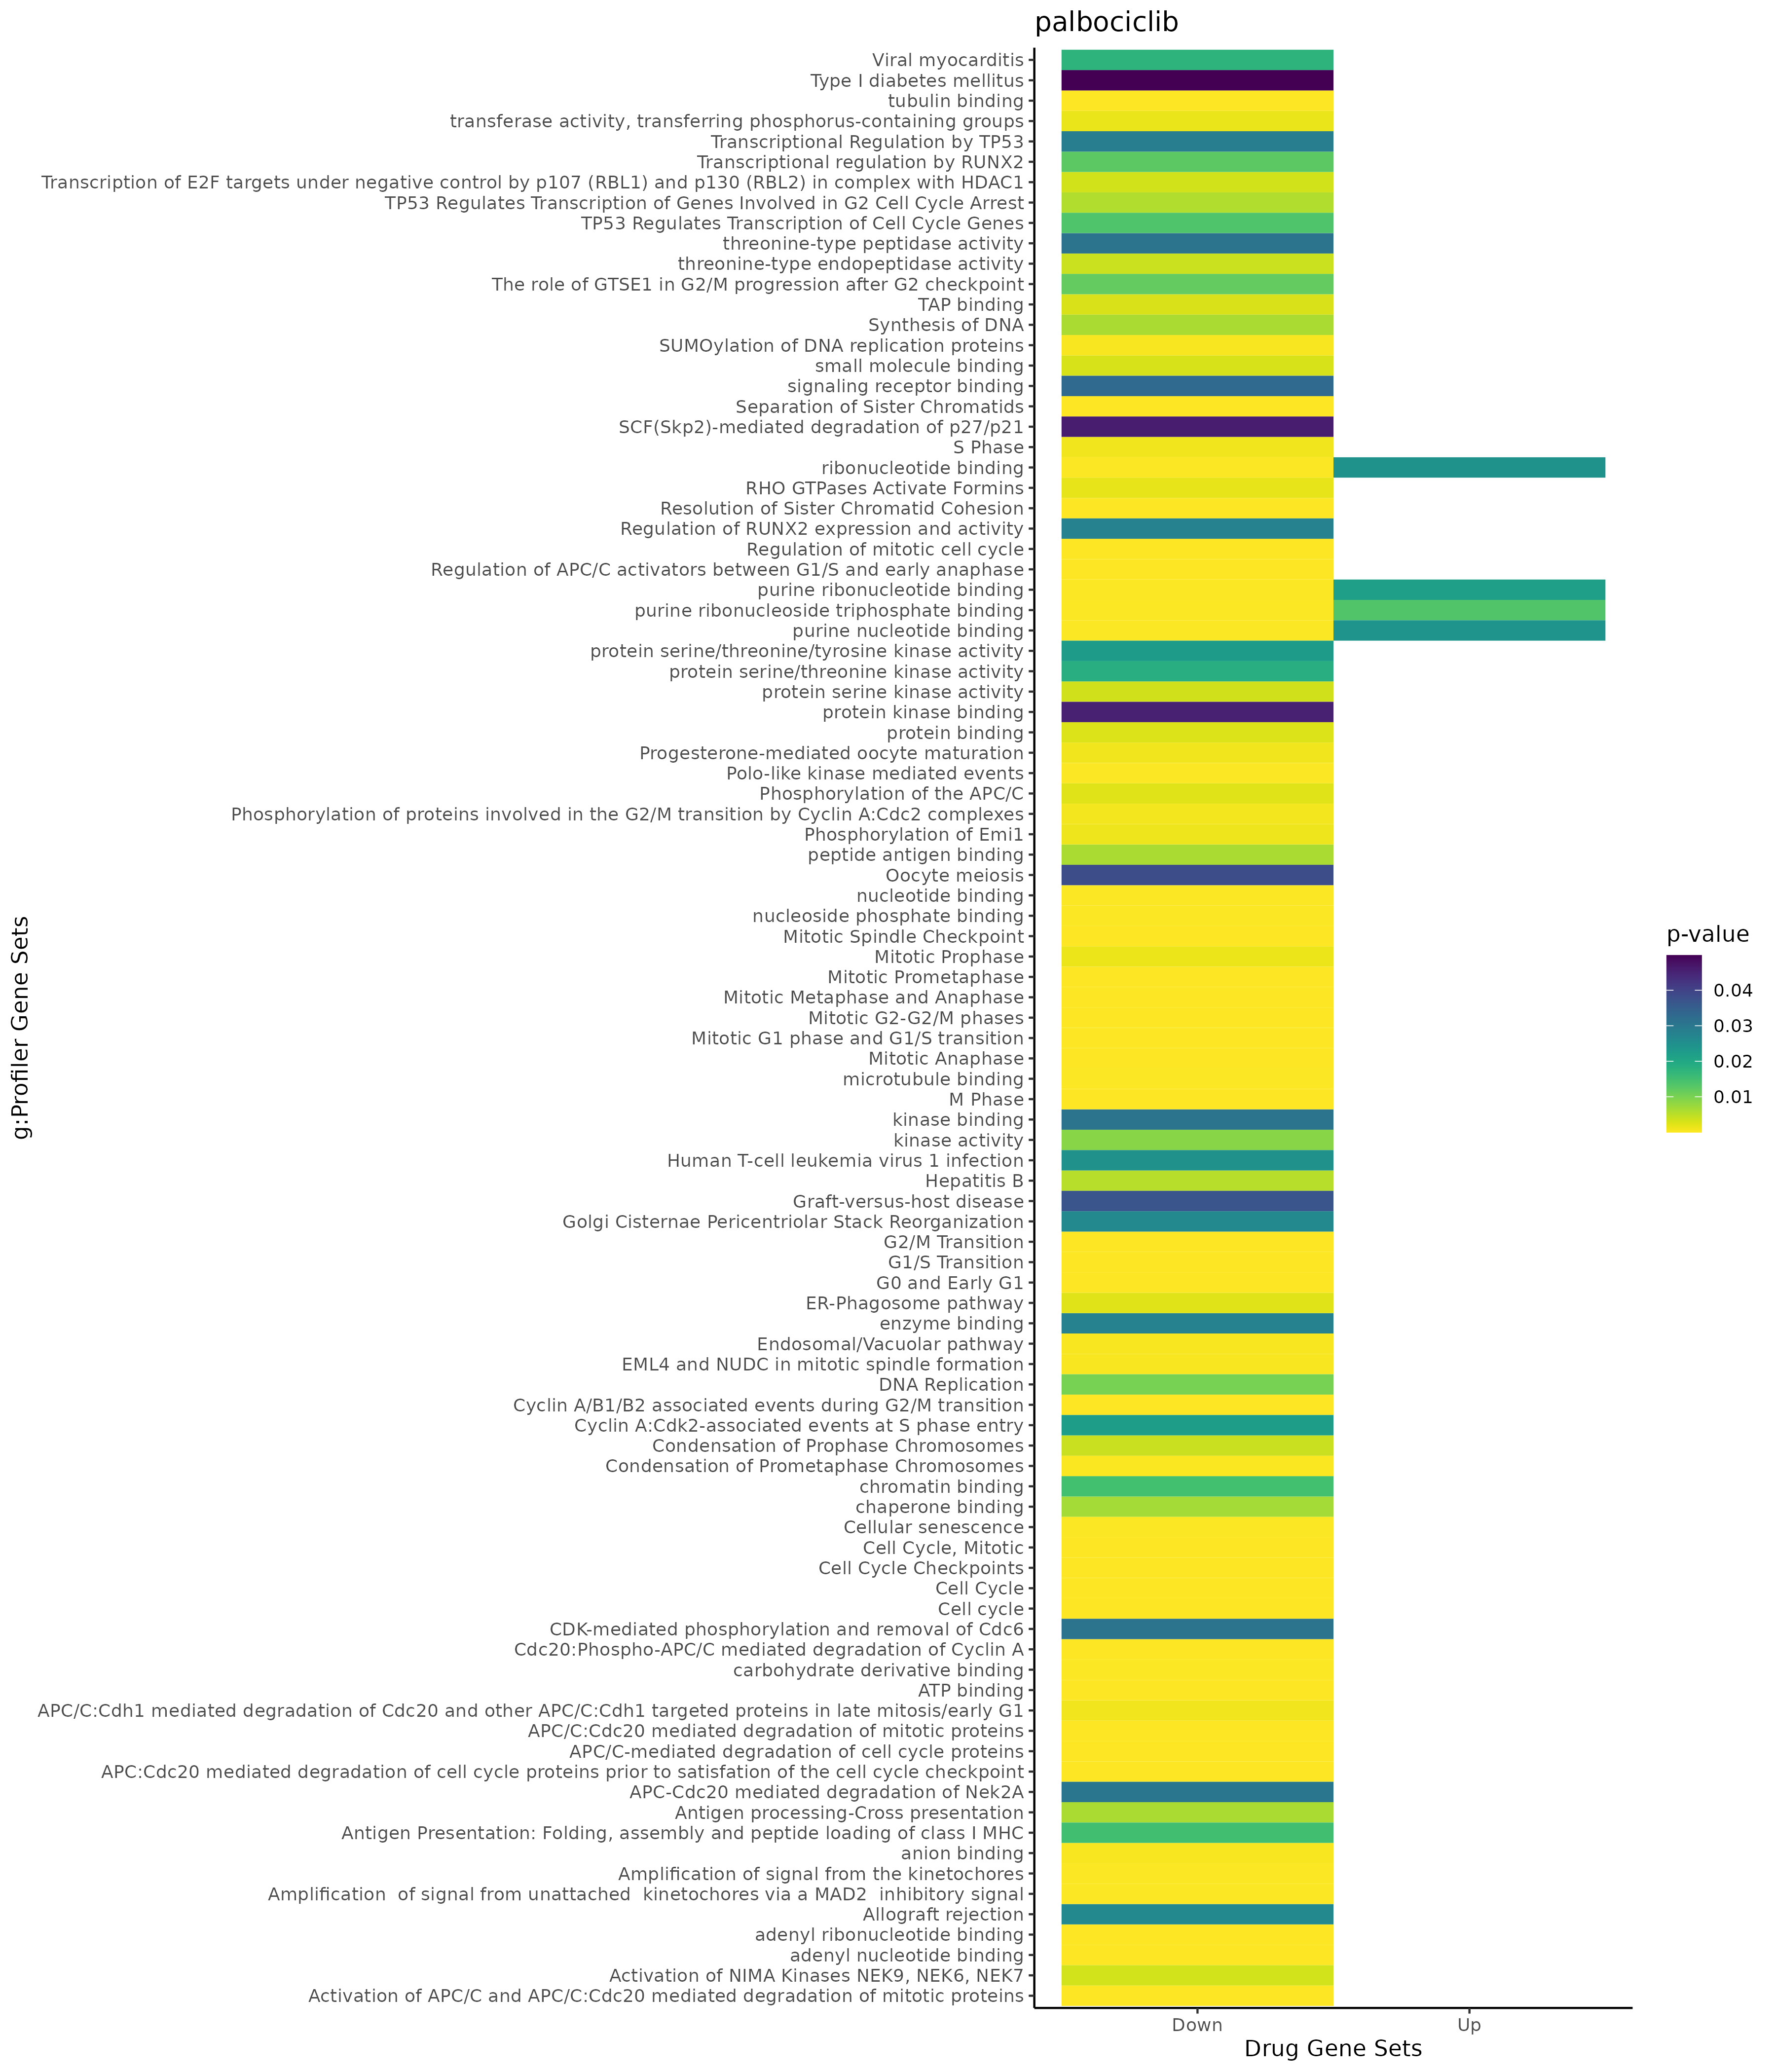 palbociclib
Viral myocarditis
Type I diabetes mellitus
tubulin binding
transferase activity, transferring phosphorus-containing groups
Transcriptional Regulation by TP53
Transcriptional regulation by RUNX2
Transcription of E2F targets under negative control by p107 (RBL1) and p130 (RBL2) in complex with HDAC1
TP53 Regulates Transcription of Genes Involved in G2 Cell Cycle Arrest
TP53 Regulates Transcription of Cell Cycle Genes
threonine-type peptidase activity
threonine-type endopeptidase activity
The role of GTSE1 in G2/M progression after G2 checkpoint
TAP binding
Synthesis of DNA
SUMOylation of DNA replication proteins
small molecule binding
signaling receptor binding
Separation of Sister Chromatids
SCF(Skp2)-mediated degradation of p27/p21
S Phase
ribonucleotide binding
RHO GTPases Activate Formins
Resolution of Sister Chromatid Cohesion
Regulation of RUNX2 expression and activity
Regulation of mitotic cell cycle
Regulation of APC/C activators between G1/S and early anaphase
purine ribonucleotide binding
purine ribonucleoside triphosphate binding
purine nucleotide binding
protein serine/threonine/tyrosine kinase activity
protein serine/threonine kinase activity
protein serine kinase activity
protein kinase binding
protein binding
Progesterone-mediated oocyte maturation
Polo-like kinase mediated events
Phosphorylation of the APC/C
Phosphorylation of proteins involved in the G2/M transition by Cyclin A:Cdc2 complexes
Phosphorylation of Emi1
peptide antigen binding
Oocyte meiosis
nucleotide binding
nucleoside phosphate binding
Mitotic Spindle Checkpoint
Mitotic Prophase
Mitotic Prometaphase
Mitotic Metaphase and Anaphase
Mitotic G2-G2/M phases
Mitotic G1 phase and G1/S transition
Mitotic Anaphase
microtubule binding
M Phase
kinase binding
kinase activity
Human T-cell leukemia virus 1 infection
Hepatitis B
Graft-versus-host disease
Golgi Cisternae Pericentriolar Stack Reorganization
G2/M Transition
G1/S Transition
G0 and Early G1
ER-Phagosome pathway
enzyme binding
Endosomal/Vacuolar pathway
EML4 and NUDC in mitotic spindle formation
DNA Replication
Cyclin A/B1/B2 associated events during G2/M transition
Cyclin A:Cdk2-associated events at S phase entry
Condensation of Prophase Chromosomes
Condensation of Prometaphase Chromosomes
chromatin binding
chaperone binding
Cellular senescence
Cell Cycle, Mitotic
Cell Cycle Checkpoints
Cell Cycle
Cell cycle
CDK-mediated phosphorylation and removal of Cdc6
Cdc20:Phospho-APC/C mediated degradation of Cyclin A
carbohydrate derivative binding
ATP binding
APC/C:Cdh1 mediated degradation of Cdc20 and other APC/C:Cdh1 targeted proteins in late mitosis/early G1
APC/C:Cdc20 mediated degradation of mitotic proteins
APC/C-mediated degradation of cell cycle proteins
APC:Cdc20 mediated degradation of cell cycle proteins prior to satisfation of the cell cycle checkpoint
APC-Cdc20 mediated degradation of Nek2A
Antigen processing-Cross presentation
Antigen Presentation: Folding, assembly and peptide loading of class I MHC
anion binding
Amplification of signal from the kinetochores
Amplification  of signal from unattached  kinetochores via a MAD2  inhibitory signal
Allograft rejection
adenyl ribonucleotide binding
adenyl nucleotide binding
Activation of NIMA Kinases NEK9, NEK6, NEK7
Activation of APC/C and APC/C:Cdc20 mediated degradation of mitotic proteins
g:Profiler Gene Sets
Down
Up
Drug Gene Sets
p-value
0.04
0.03
0.02
0.01